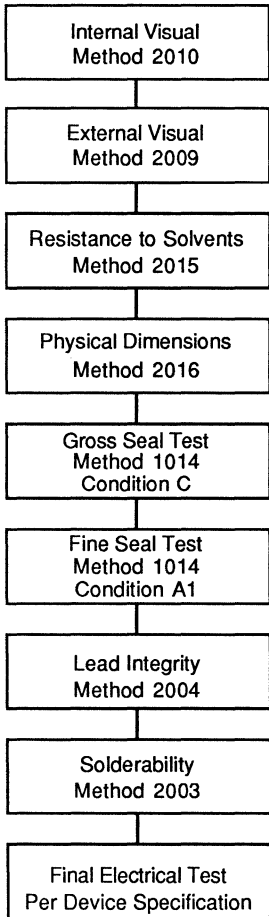 Internal Visual
Method 2010
External Visual
Method 2009
Resistance to Solvents
Method 2015
Physical Dimensions
Method 2016
Gross Seal Test
Method 1014
Condition C
Fine Seal Test
Method 1014
Condition A1
Lead Integrity
Method 2004
Solderability
Method 2003
Final Electrical Test
Per Device Specification